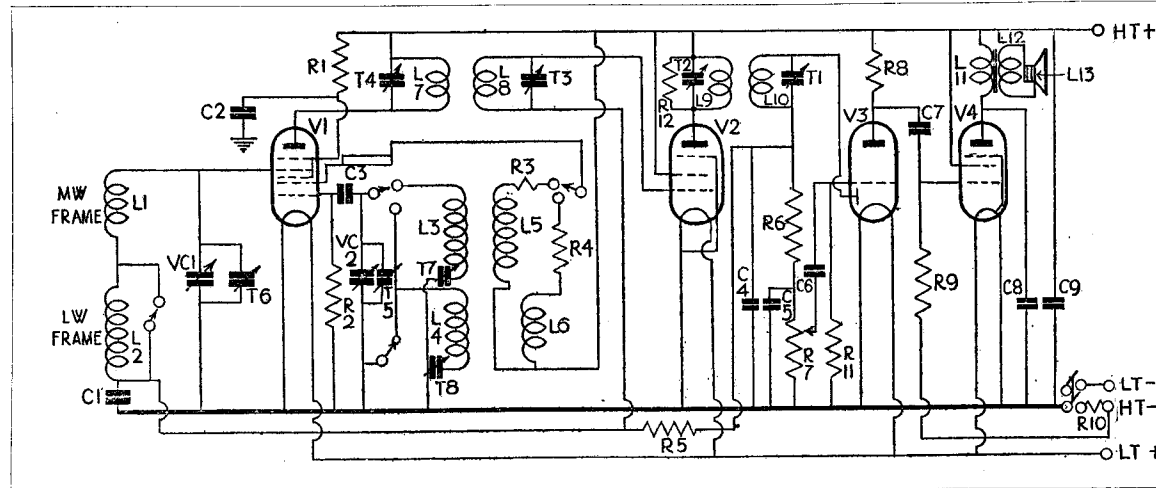 HT+
R1
T4
L7
L8
T3
T2
R12
L9
L10
T1
R8
L11
L12
L13
C2
V1
V2
V3
C7
V4
MW FRAME
L1
C3
R3
L3
L5
R4
R6
VC1
T6
VC2
T5
R2
T7
C4
C5
C6
R9
C8
C9
LW FRAME
L2
L4
L6
R7
R11
T8
C1
LT-
HT-
R10
R5
LT+